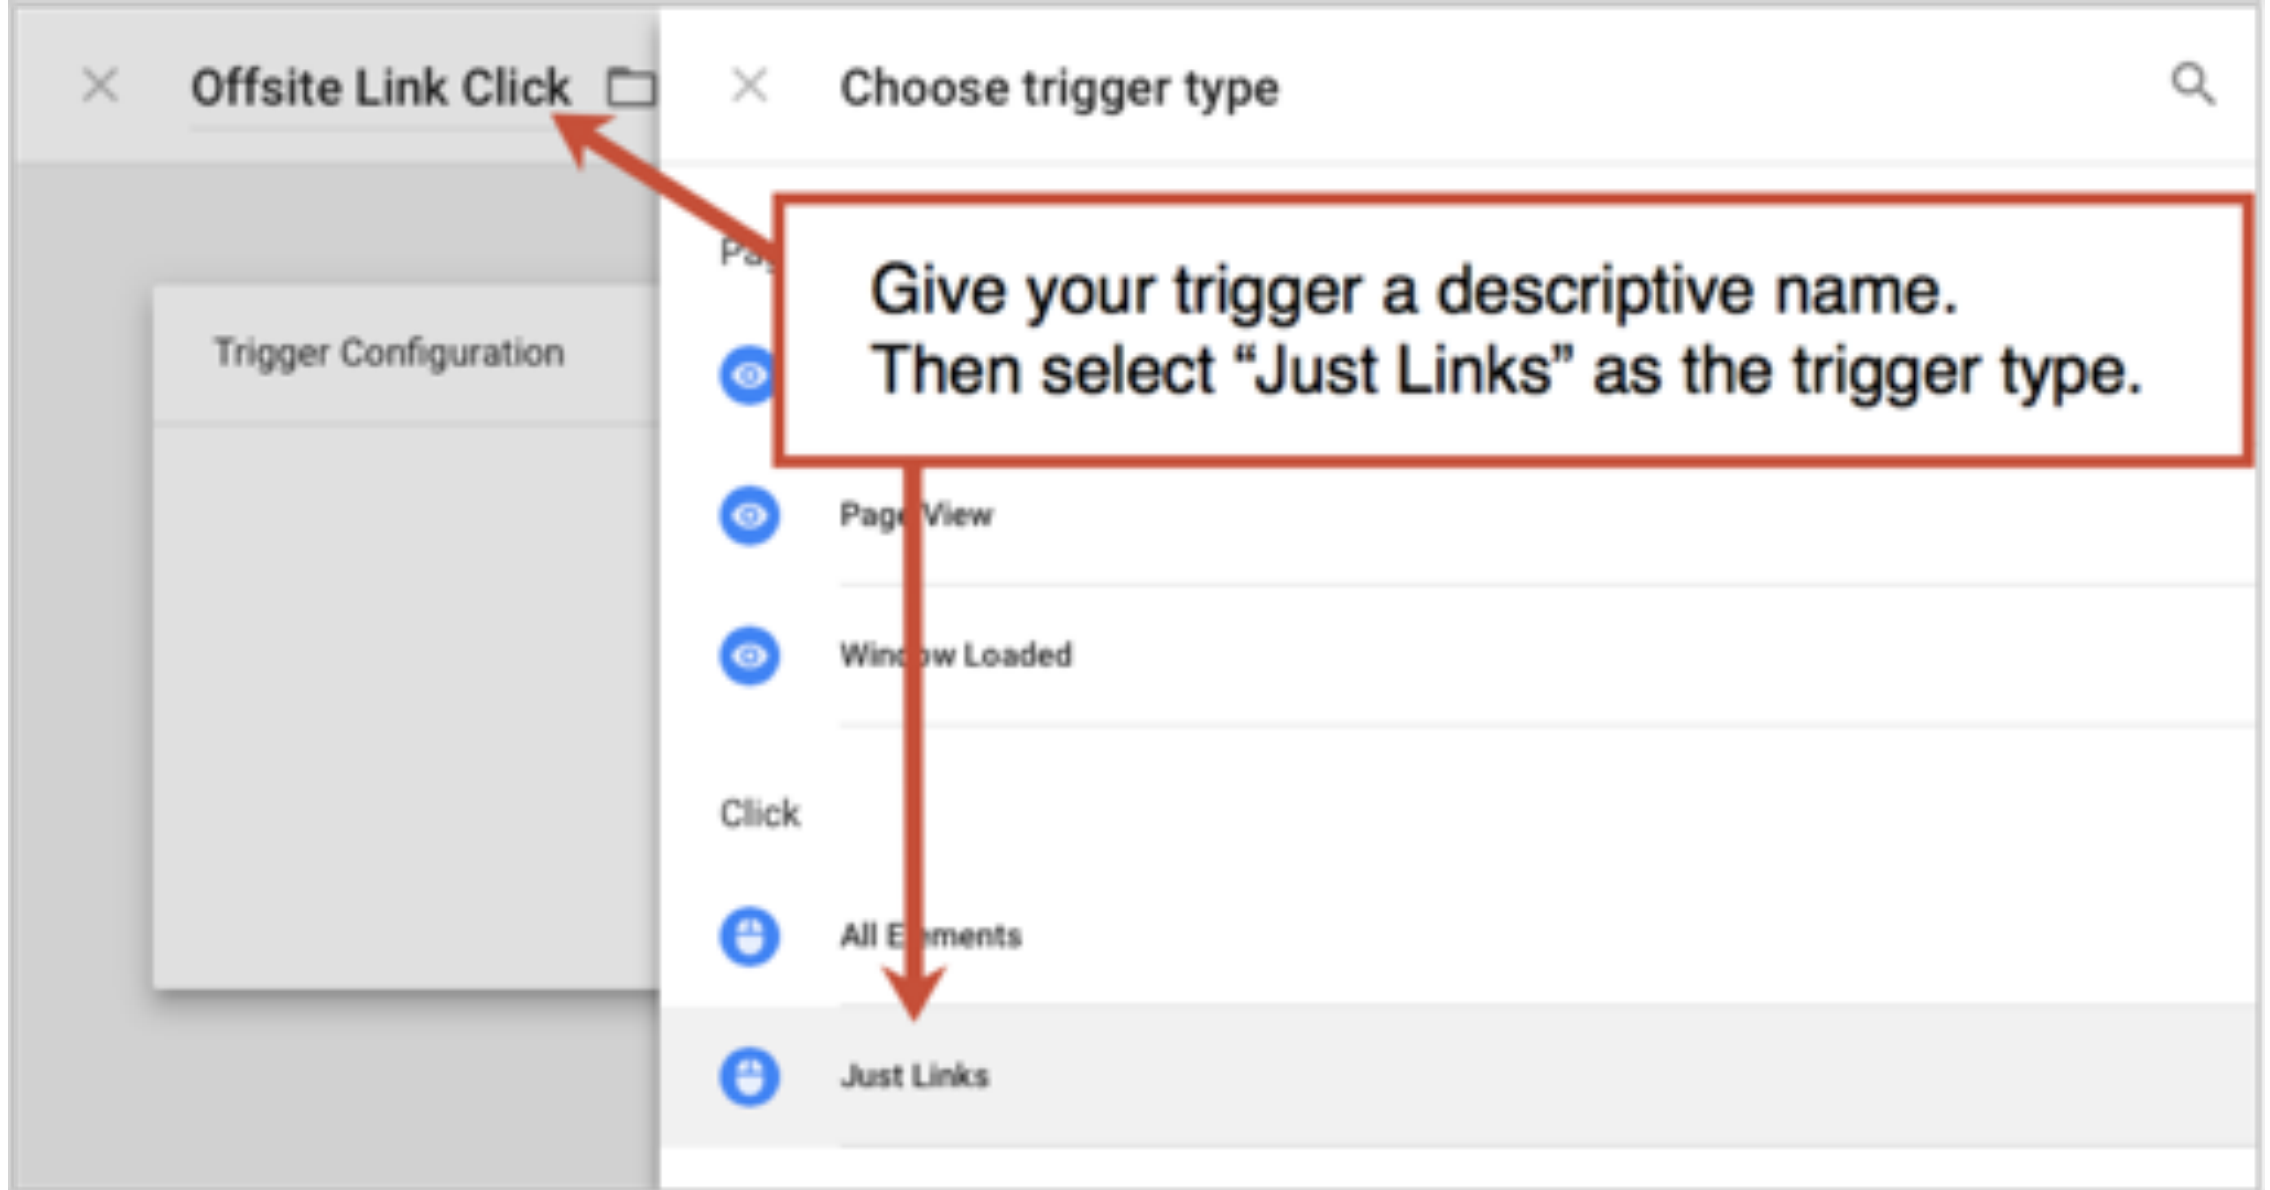 Offsite Link Click
Choose trigger type
Give your trigger a descriptive name.
Then select “Just Links” as the trigger type.
Trigger Configuration
Page View
Window Loaded
Click
All Elements
Just Links